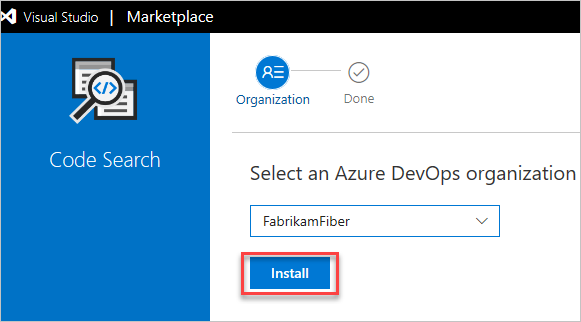 Visual Studio | Marketplace
Code Search
Organization
Done
Select an Azure DevOps organization
FabrikamFiber
Install